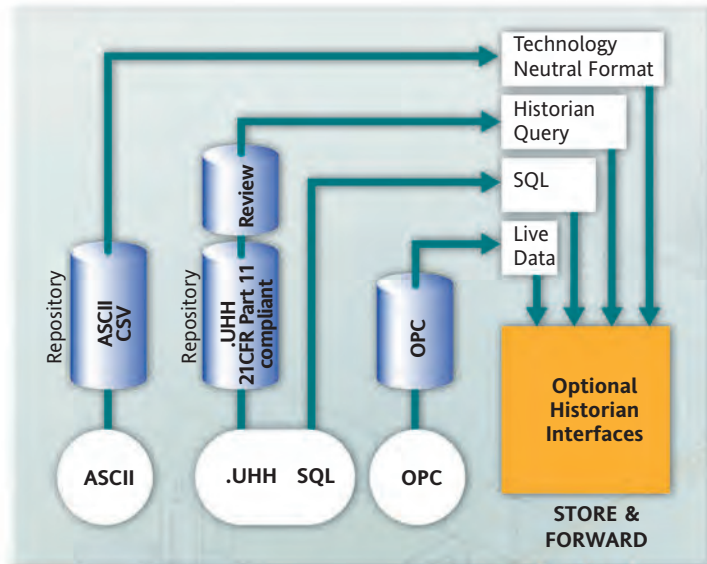 Technology
Neutral Format
Historian
Query
SQL
Live
Data
Review
Repository
ASCII
CSV
Repository
.UHH
21CFR Part 11
compliant
OPC
Optional
Historian
Interfaces
ASCII
.UHH SQL
OPC
STORE &
FORWARD